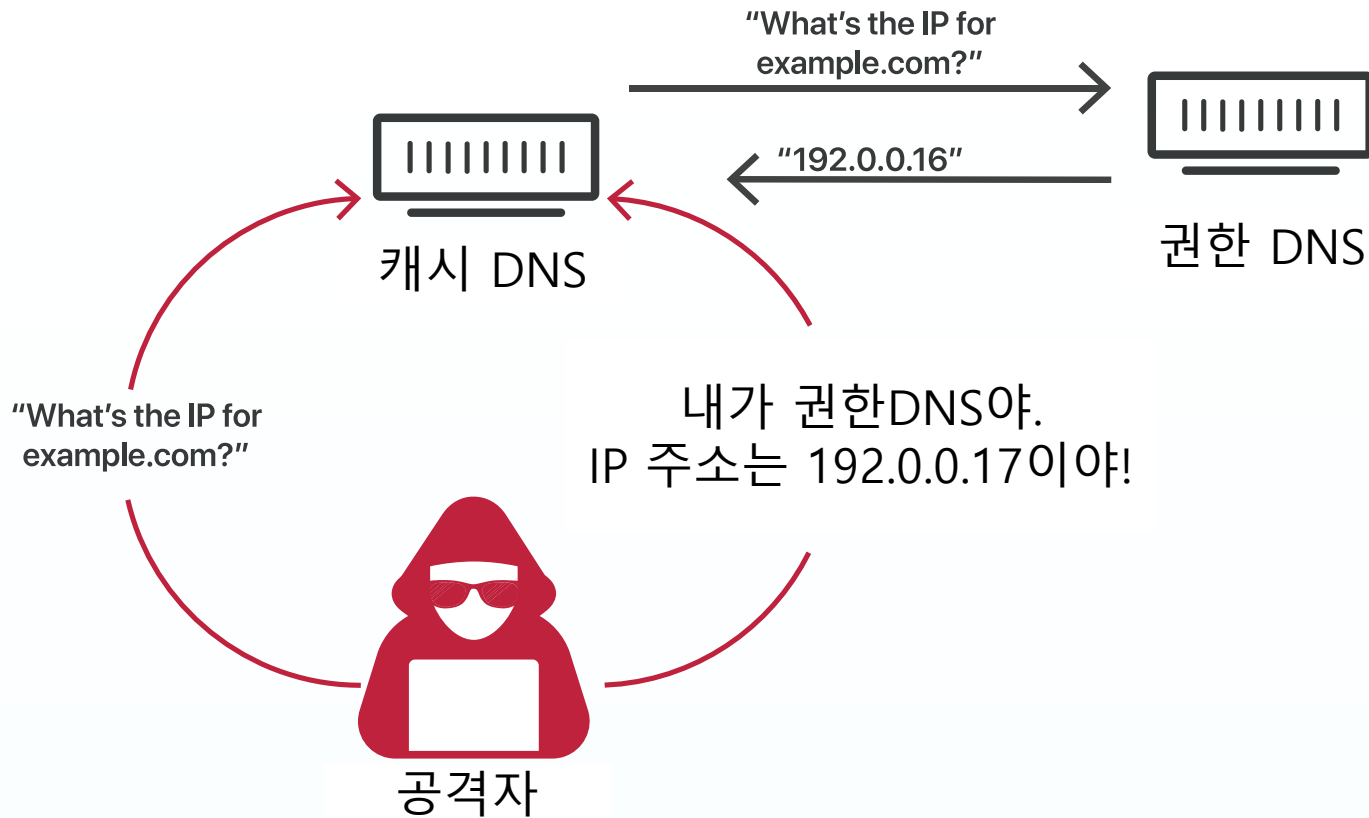 “What’s the IP for
example.com?”
“192.0.0.16”
캐시 DNS
권한 DNS
“What’s the IP for
example.com?”
내가 권한DNS야.
IP 주소는 192.0.0.17이야!
공격자